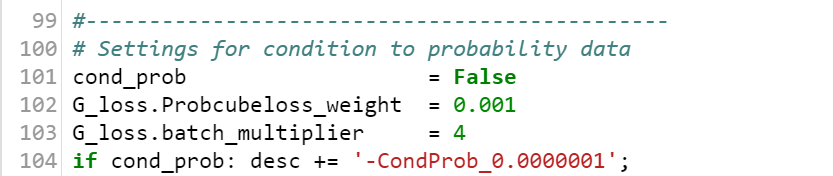 99 #----------------------------------------------
100 # Settings for condition to probability data
101 cond_prob                    = False
102 G_loss.Probcubeloss_weight  = 0.001
103 G_loss.batch_multiplier     = 4
104 if cond_prob: desc += '-CondProb_0.0000001';